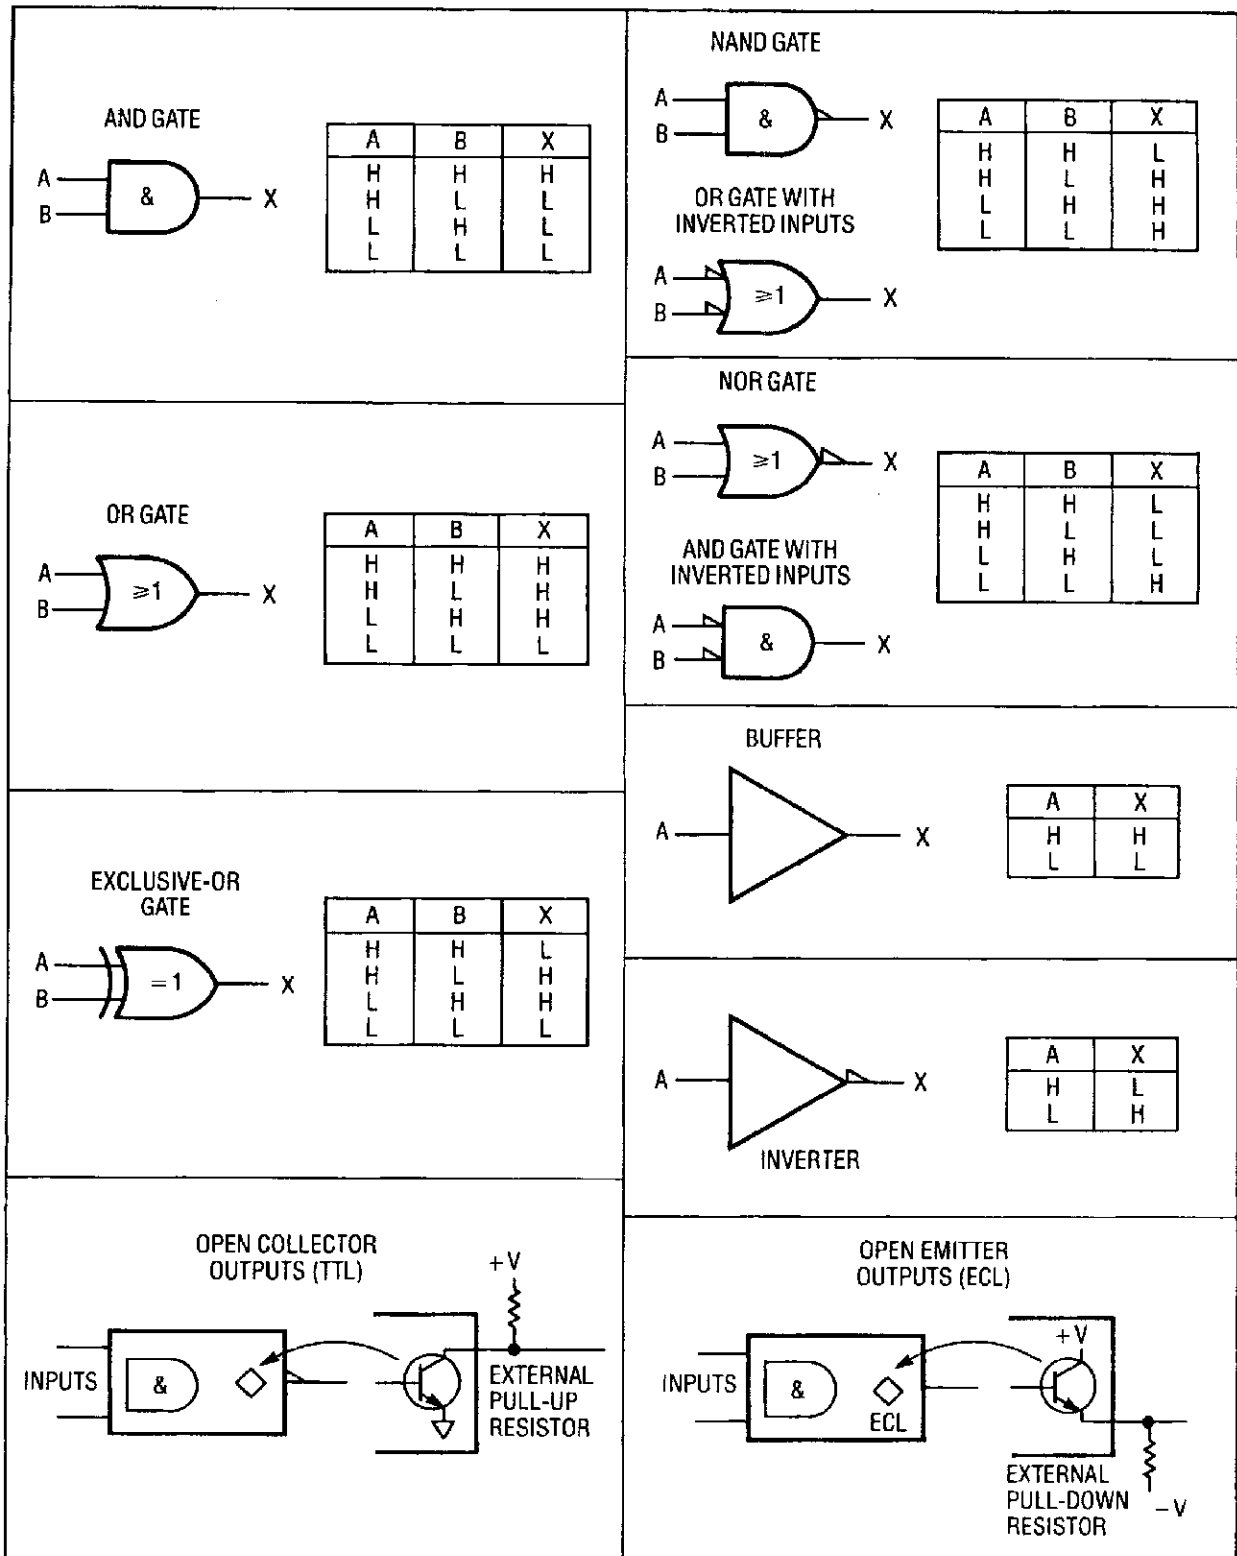 AND GATE
A
B
&
X
A B X
H H H
H L L
L H L
L L L
OR GATE
A
B
≥1
X
A B X
H H H
H L H
L H H
L L L
EXCLUSIVE-OR
GATE
A
B
=1
X
A B X
H H L
H L H
L H H
L L L
OPEN COLLECTOR
OUTPUTS (TTL)
+V
INPUTS
&
EXTERNAL
PULL-UP
RESISTOR
NAND GATE
A
B
&
X
OR GATE WITH
INVERTED INPUTS
A
B
≥1
X
A B X
H H L
H L H
L H H
L L H
NOR GATE
A
B
≥1
X
AND GATE WITH
INVERTED INPUTS
A
B
&
X
A B X
H H L
H L L
L H L
L L H
BUFFER
A
X
A X
H H
L L
A
X
INVERTER
A X
H L
L H
OPEN EMITTER
OUTPUTS (ECL)
+V
INPUTS
&
ECL
EXTERNAL
PULL-DOWN
RESISTOR
−V